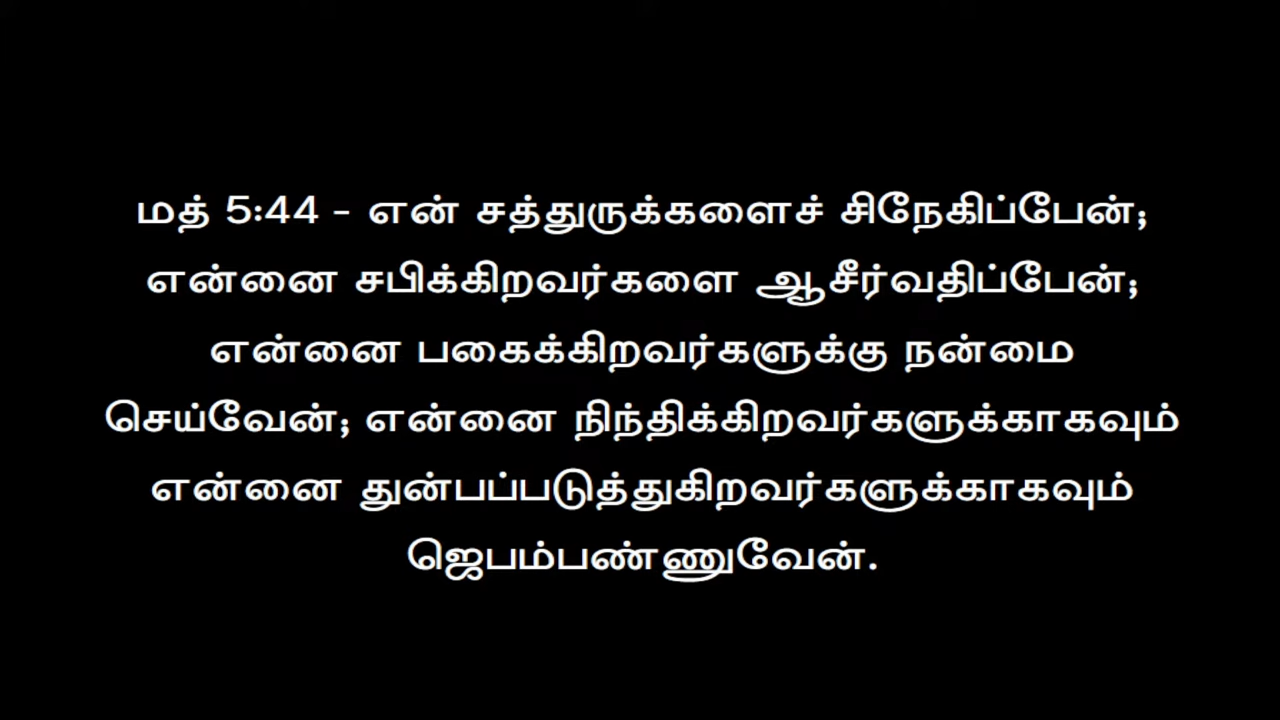 மத் 5:44 - என் சத்துருக்களைச் சிநேகிப்பேன்;
என்னை சபிக்கிறவர்களை ஆசீர்வதிப்பேன்;
என்னை பகைக்கிறவர்களுக்கு நன்மை
செய்வேன்; என்னை நிந்திக்கிறவர்களுக்காகவும்
என்னை துன்பப்படுத்துகிறவர்களுக்காகவும்
ஜெபம்பண்ணுவேன்.